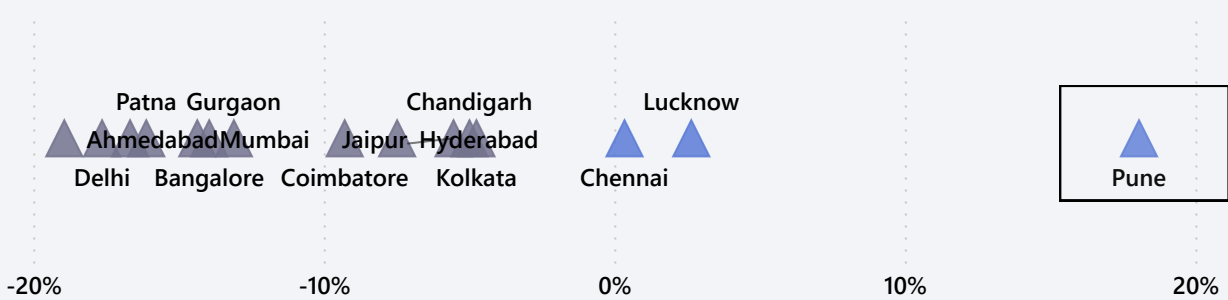 Patna Gurgaon Chandigarh Lucknow
Ahmedabad Mumbai Jaipur Hyderabad
Delhi Bangalore Coimbatore Kolkata Chennai Pune
-20% -10% 0% 10% 20%